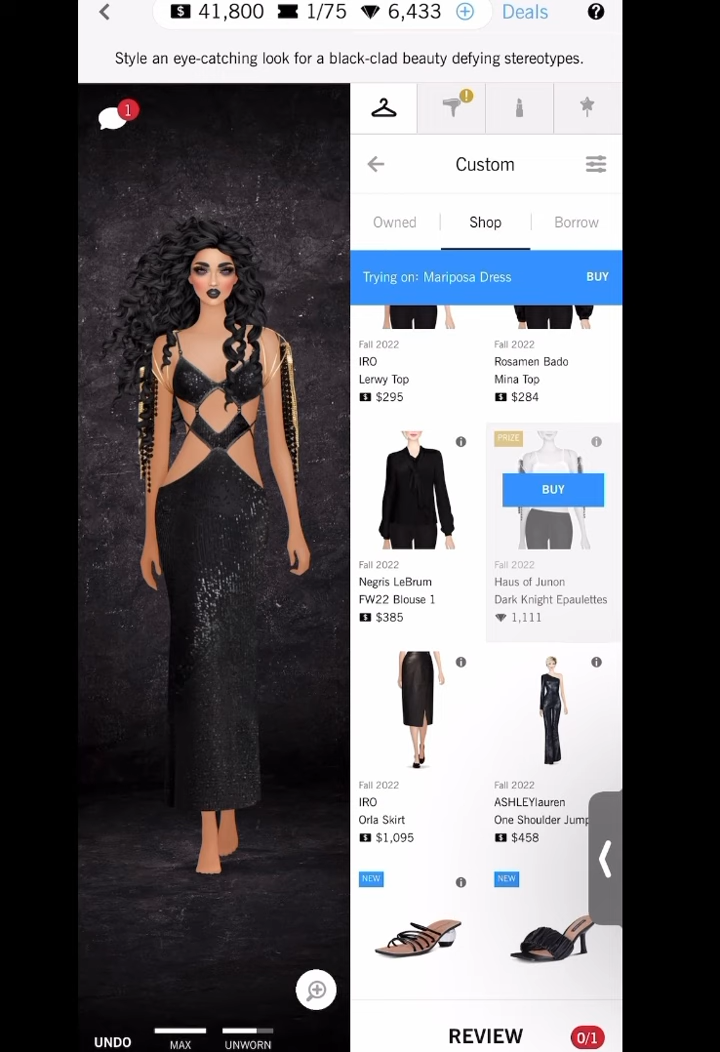 41,800 1/75 6,433 Deals
Style an eye-catching look for a black-clad beauty defying stereotypes.
1
Custom
Owned Shop Borrow
Trying on: Mariposa Dress BUY
Fall 2022
IRO
Lerwy Top
$295
Fall 2022
Rosamen Bado
Mina Top
$284
Fall 2022
Negris LeBrum
FW22 Blouse 1
$385
PRIZE
BUY
Fall 2022
Haus of Junon
Dark Knight Epaulettes
1,111
Fall 2022
IRO
Orla Skirt
$1,095
Fall 2022
ASHLEYlauren
One Shoulder Jump
$458
NEW
NEW
UNDO
MAX
UNWORN
REVIEW 0/1